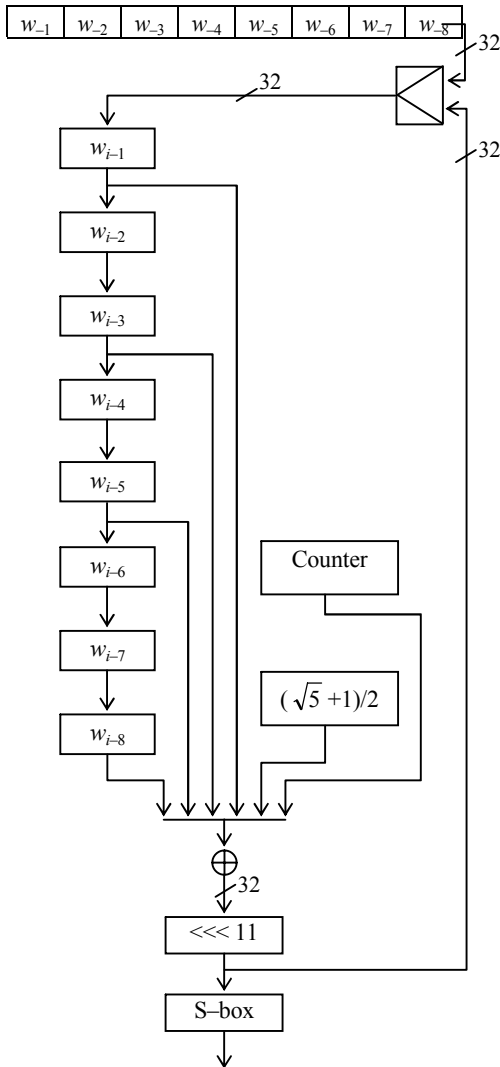 w–1 w–2 w–3 w–4 w–5 w–6 w–7 w–8
32
32
32
wi–1
wi–2
wi–3
wi–4
wi–5
Counter
wi–6
wi–7
(√5 +1)/2
wi–8
32
<<< 11
S–box